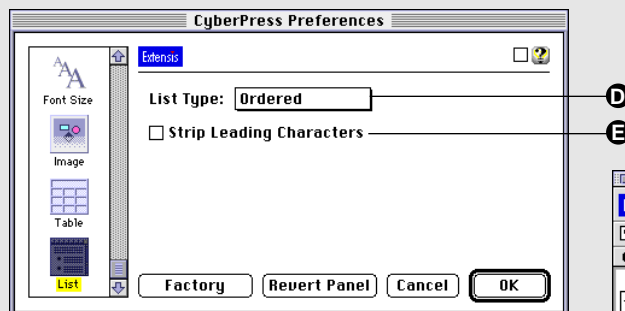 CyberPress Preferences
Extensis
Font Size
Image
Table
List
List Type: Ordered
Strip Leading Characters
Factory
Revert Panel
Cancel
OK
D
E